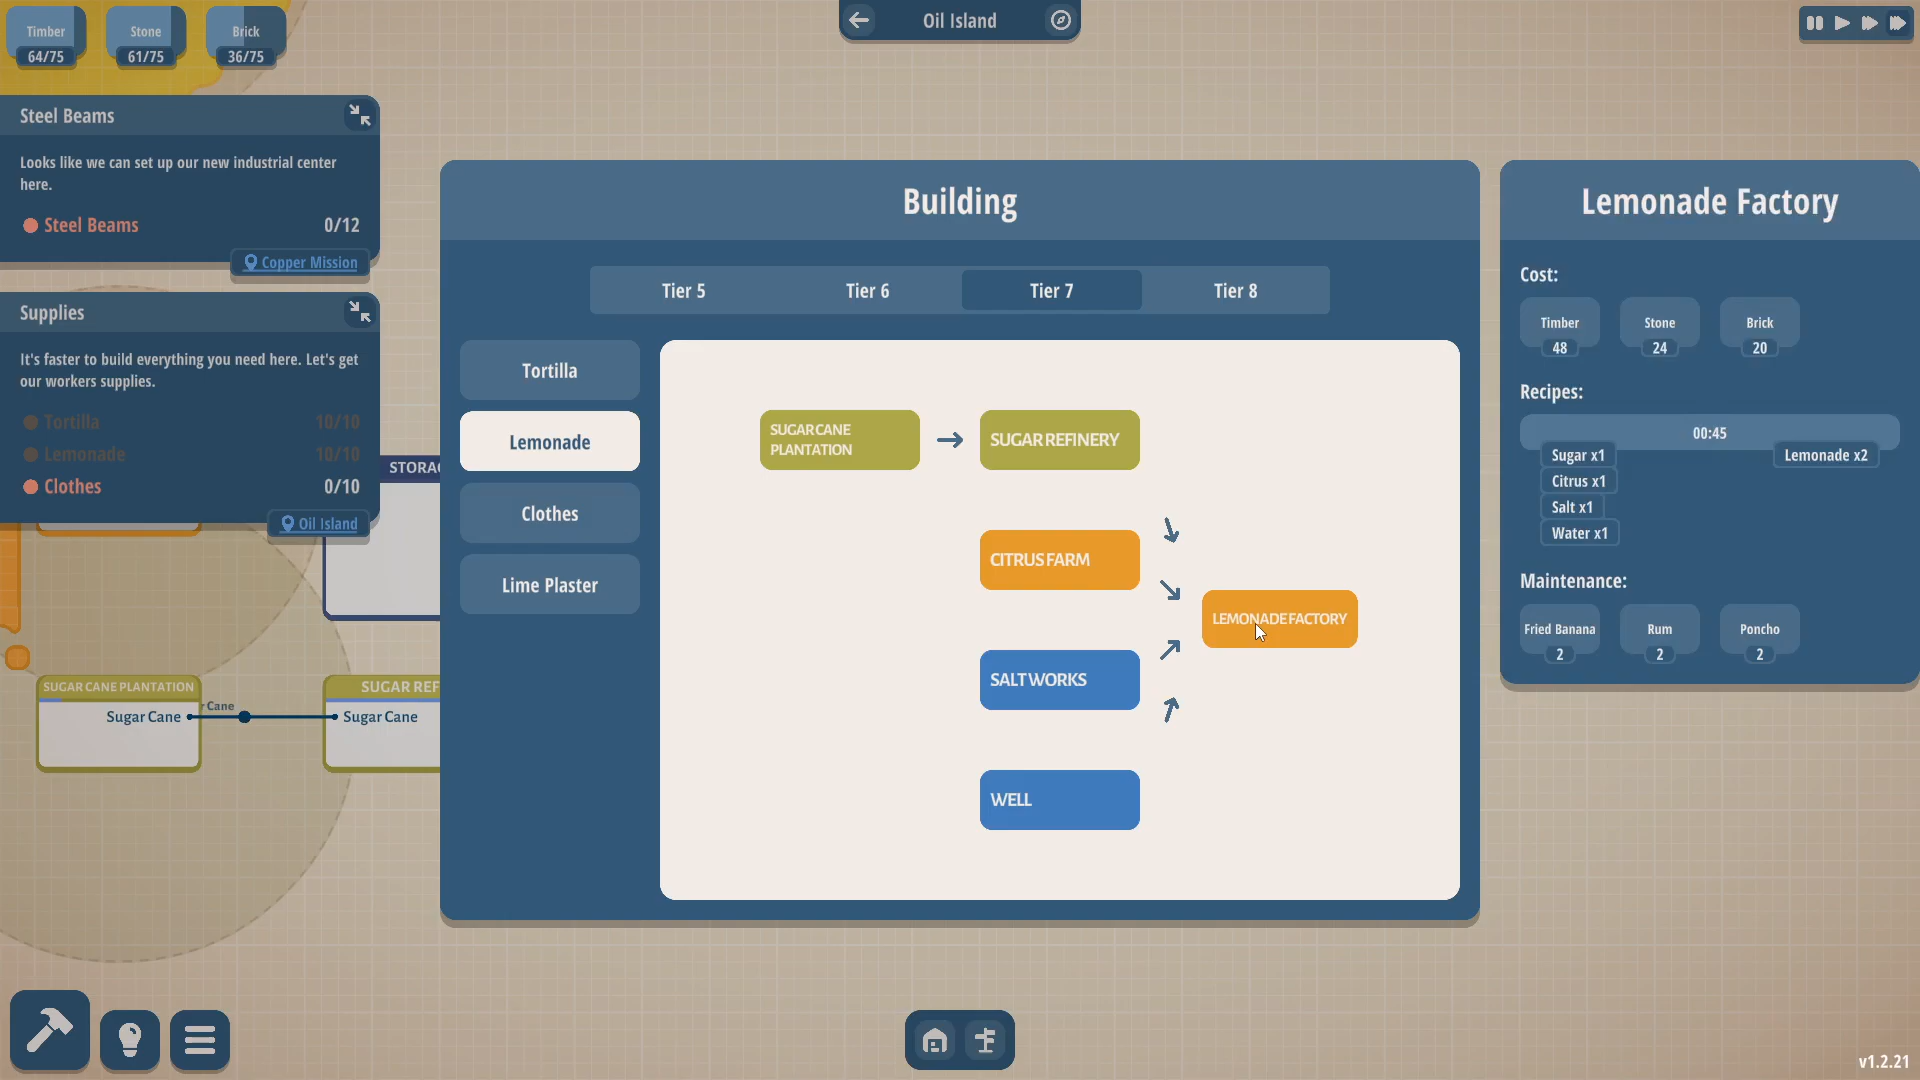 Timber
64/75
Stone
61/75
Brick
36/75
Oil Island
Steel Beams
Looks like we can set up our new industrial center
here.
Steel Beams 0/12
Copper Mission
Supplies
It's faster to build everything you need here. Let's get
our workers supplies.
Tortilla 10/10
Lemonade 10/10
Clothes 0/10
Oil Island
STORAG
SUGAR CANE PLANTATION
Sugar Cane
Cane
SUGAR REF
Sugar Cane
Building
Tier 5
Tier 6
Tier 7
Tier 8
Tortilla
Lemonade
Clothes
Lime Plaster
SUGAR CANE
PLANTATION
SUGAR REFINERY
CITRUS FARM
LEMONADE FACTORY
SALT WORKS
WELL
Lemonade Factory
Cost:
Timber
48
Stone
24
Brick
20
Recipes:
00:45
Sugar x1
Lemonade x2
Citrus x1
Salt x1
Water x1
Maintenance:
Fried Banana
2
Rum
2
Poncho
2
v1.2.21